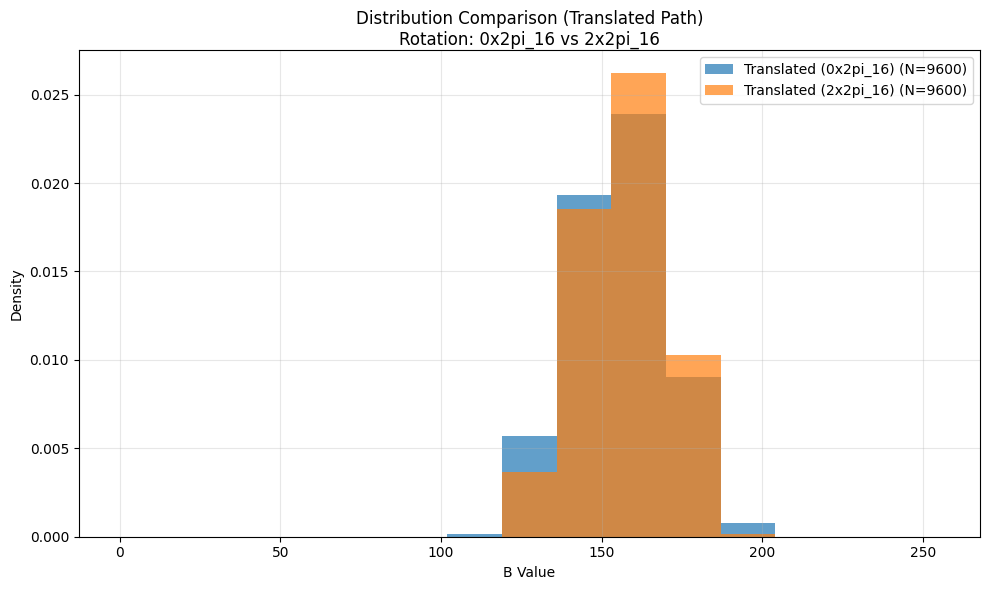 Distribution Comparison (Translated Path)
Rotation: 0x2pi_16 vs 2x2pi_16
Translated (0x2pi_16) (N=9600)
Translated (2x2pi_16) (N=9600)
0.025
0.020
0.015
0.010
0.005
0.000
Density
0 50 100 150 200 250
B Value